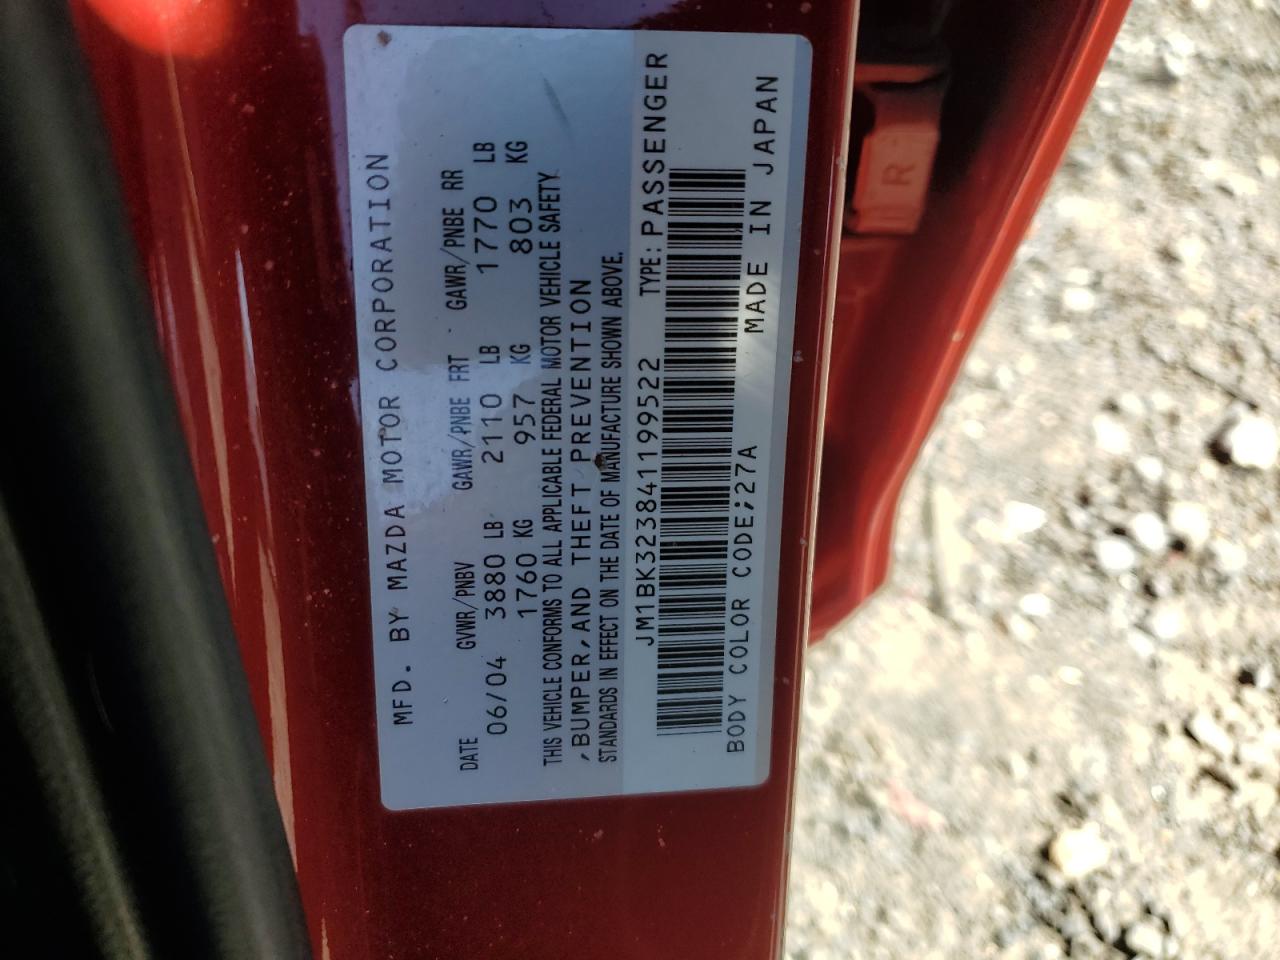 MFD. BY MAZDA MOTOR CORPORATION
DATE GVWR/PNBV GAWR/PNBE FRT GAWR/PNBE RR
06/04 3880 LB 2110 LB 1770 LB
1760 KG 957 KG 803 KG
THIS VEHICLE CONFORMS TO ALL APPLICABLE FEDERAL MOTOR VEHICLE SAFETY
,BUMPER,AND THEFT PREVENTION
STANDARDS IN EFFECT ON THE DATE OF MANUFACTURE SHOWN ABOVE.
JM1BK323841199522 TYPE:PASSENGER
BODY COLOR CODE;27A MADE IN JAPAN
R